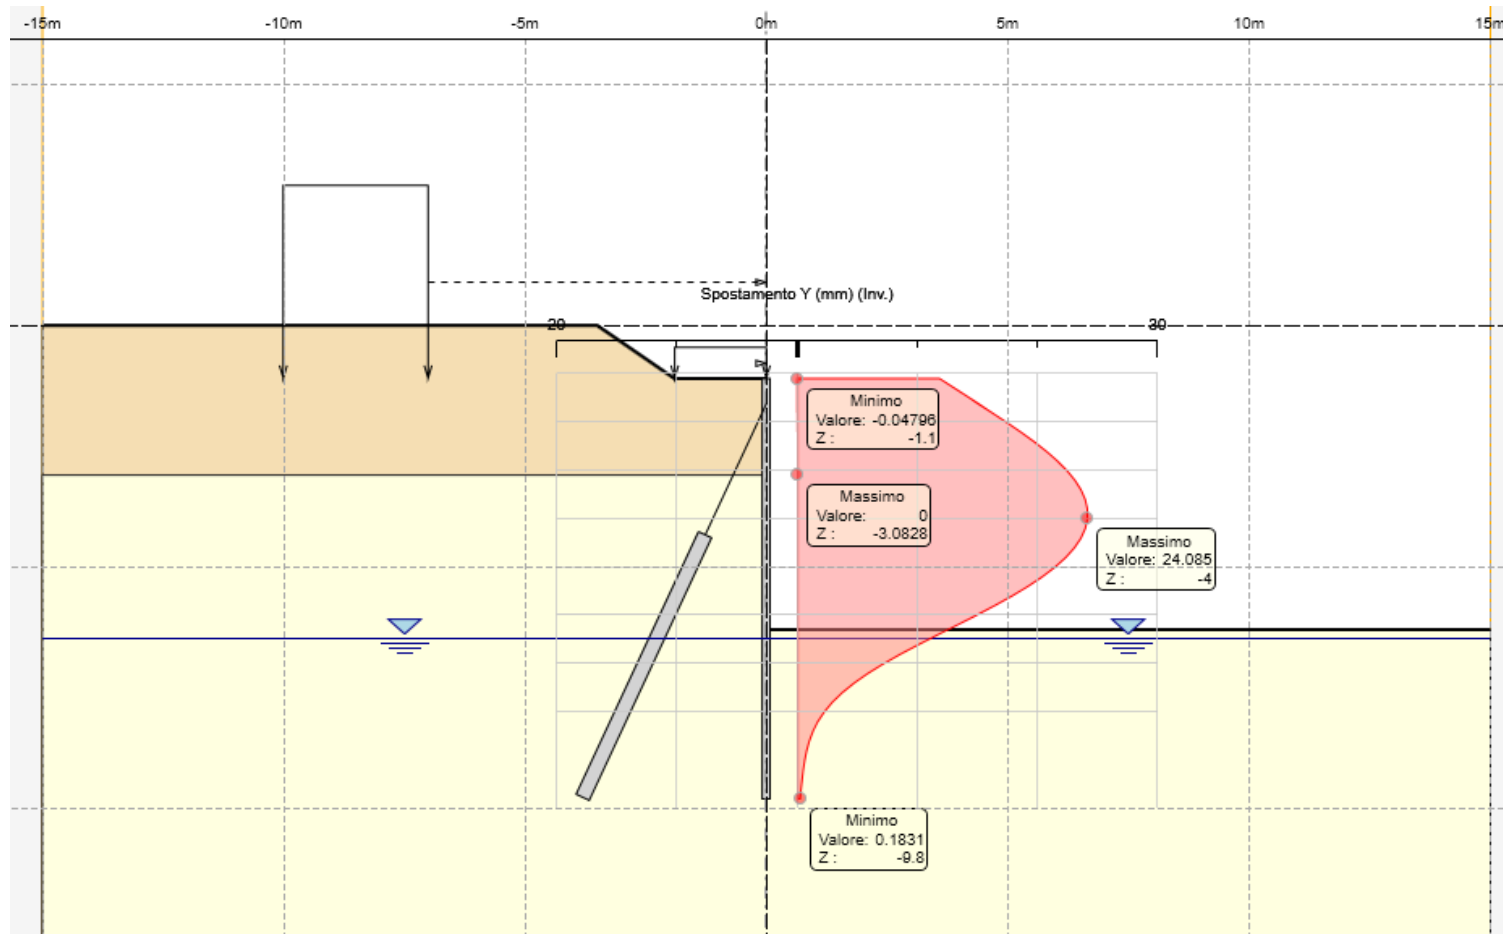 -15m -10m -5m 0m 5m 10m 15m
Spostamento Y (mm) (Inv.)
20 30
Minimo
Valore: -0.04796
Z : -1.1
Massimo
Valore: 0
Z : -3.0828
Massimo
Valore: 24.085
Z : -4
Minimo
Valore: 0.1831
Z : -9.8